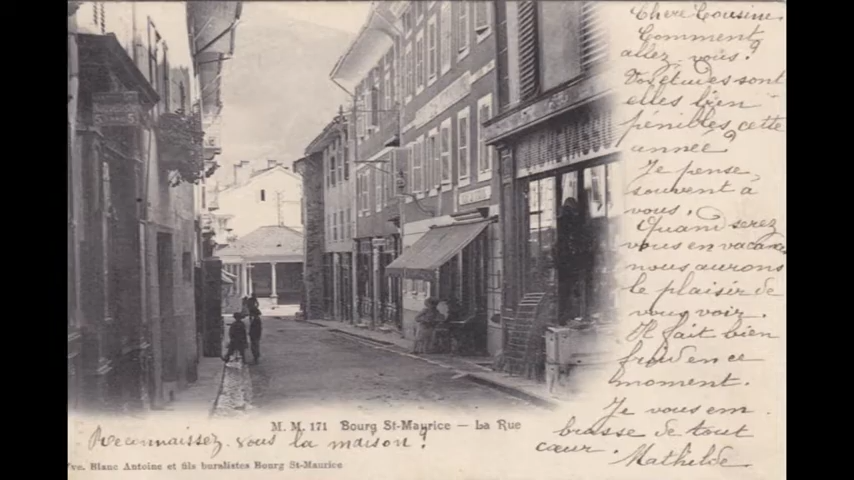 Chère Cousine
Comment
allez vous?
Vos études sont
elles bien
pénibles cette
année?
Je pense
souvent à
vous.
Quand serez
vous en vacances
nous aurons
le plaisir de
vous voir.
Il fait bien
froid en ce
moment.
Je vous em
brasse de tout
cœur.
Mathilde
M. M. 171 Bourg St-Maurice — La Rue
Reconnaissez-vous la maison?
Vve. Blanc Antoine et fils buralistes Bourg St-Maurice